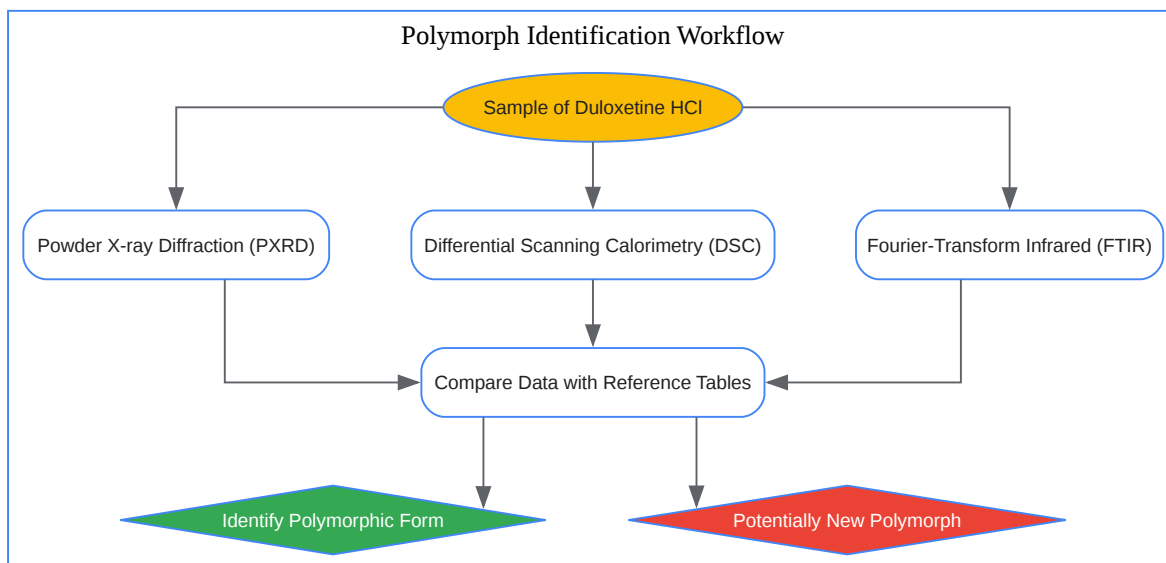 Polymorph Identification Workflow
Sample of Duloxetine HCl
Powder X-ray Diffraction (PXRD)
Differential Scanning Calorimetry (DSC)
Fourier-Transform Infrared (FTIR)
Compare Data with Reference Tables
Identify Polymorphic Form
Potentially New Polymorph